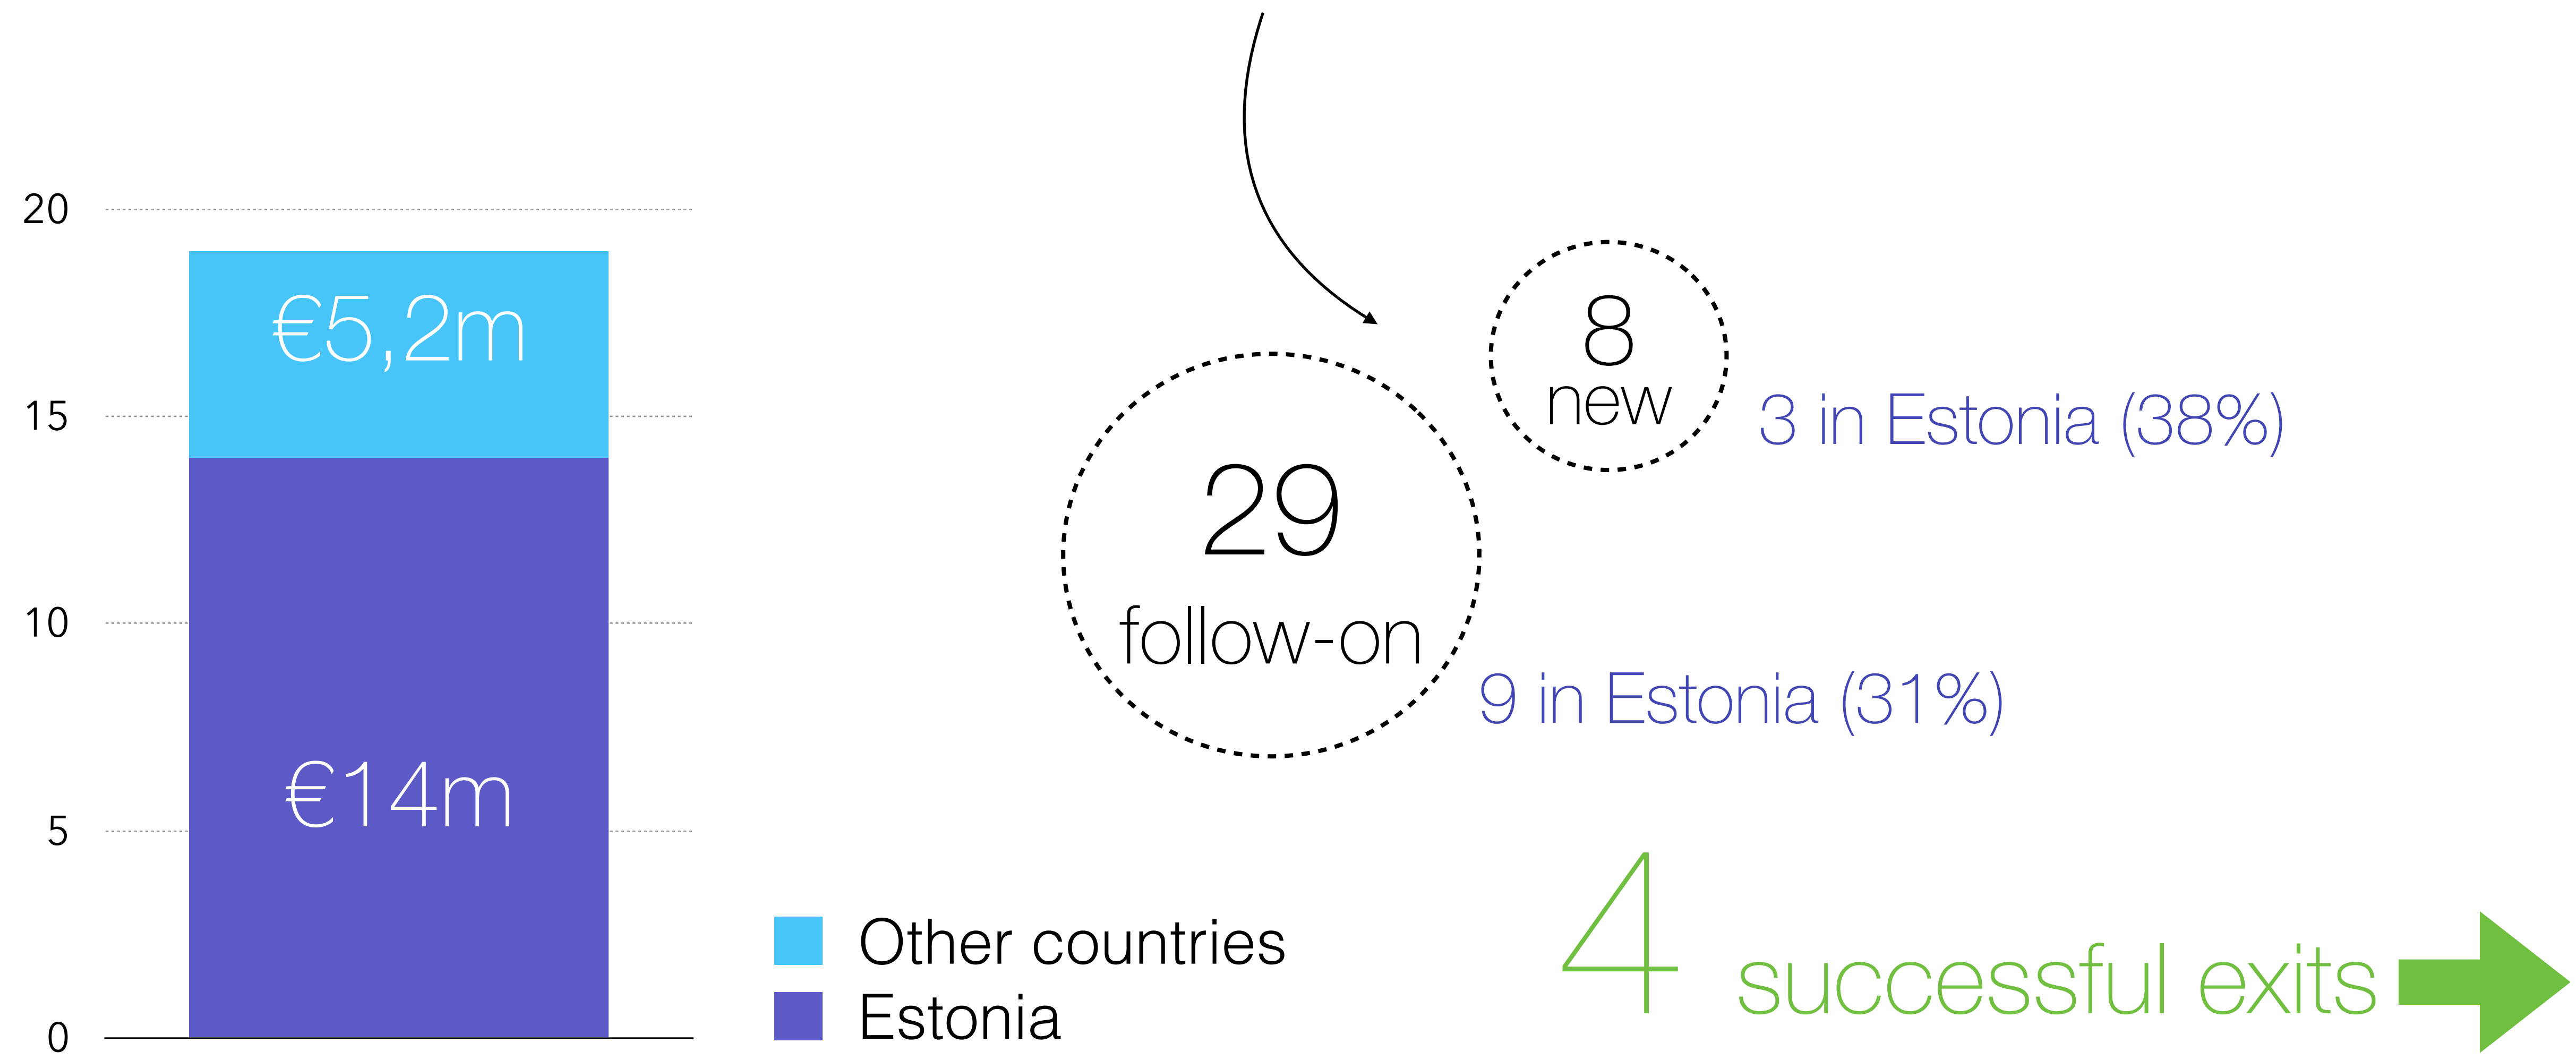 20
15
10
5
0
€5,2m
€14m
Other countries
Estonia
8
new
3 in Estonia (38%)
29
follow-on
9 in Estonia (31%)
4 successful exits